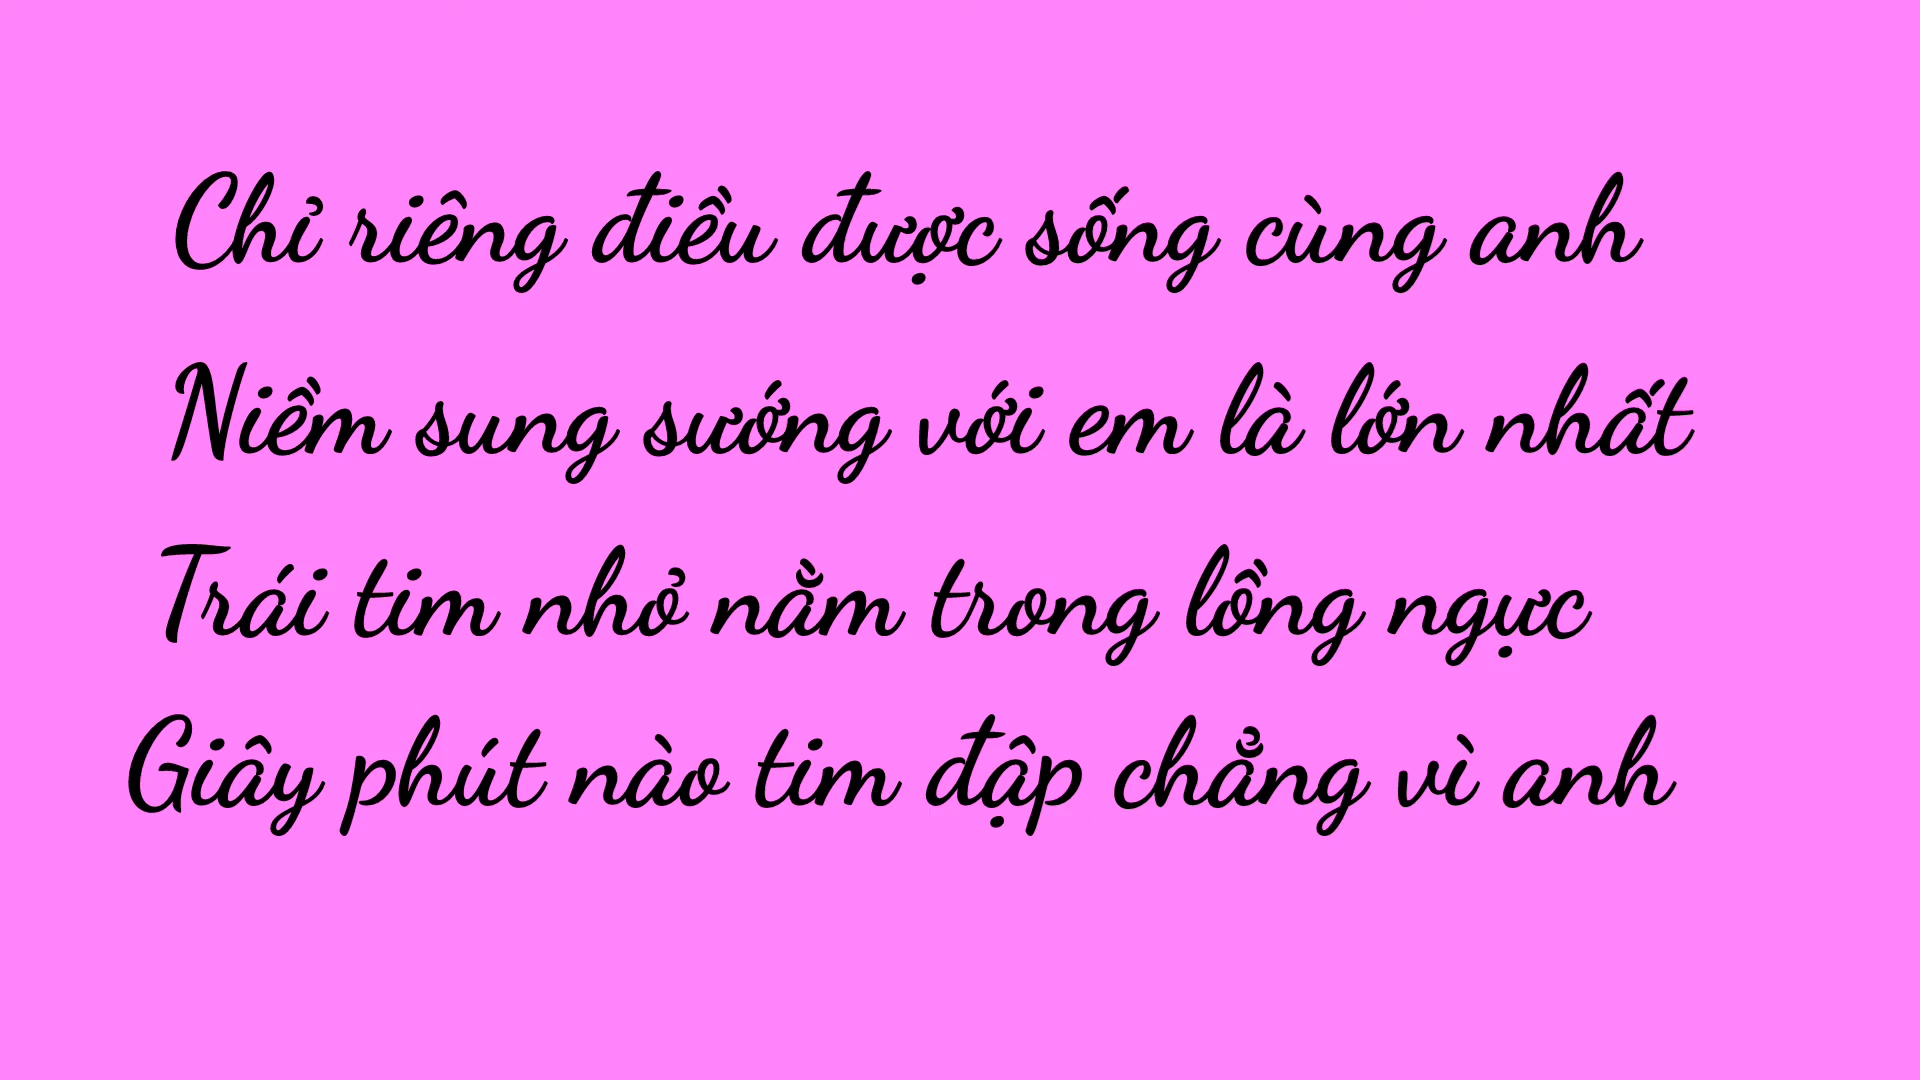 Chỉ riêng điều được sống cùng anh
Niềm sung sướng với em là lớn nhất
Trái tim nhỏ nằm trong lồng ngực
Giây phút nào tim đập chẳng vì anh